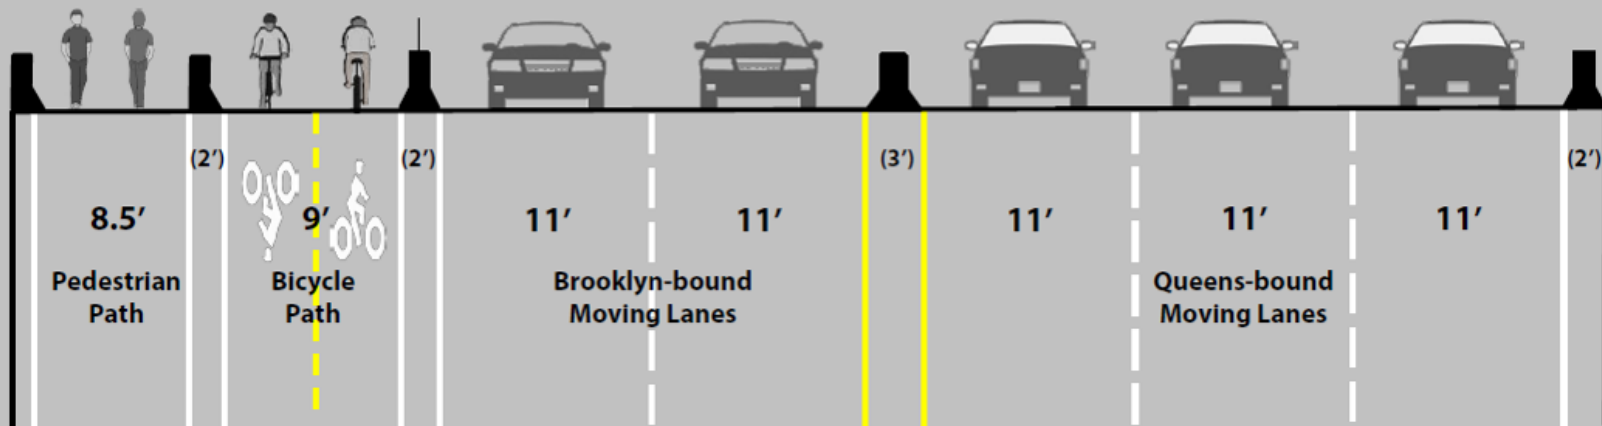 (2′) (2′) (3′) (2′)
8.5′ 9′ 11′ 11′ 11′ 11′ 11′
Pedestrian Bicycle Brooklyn-bound Queens-bound
Path Path Moving Lanes Moving Lanes